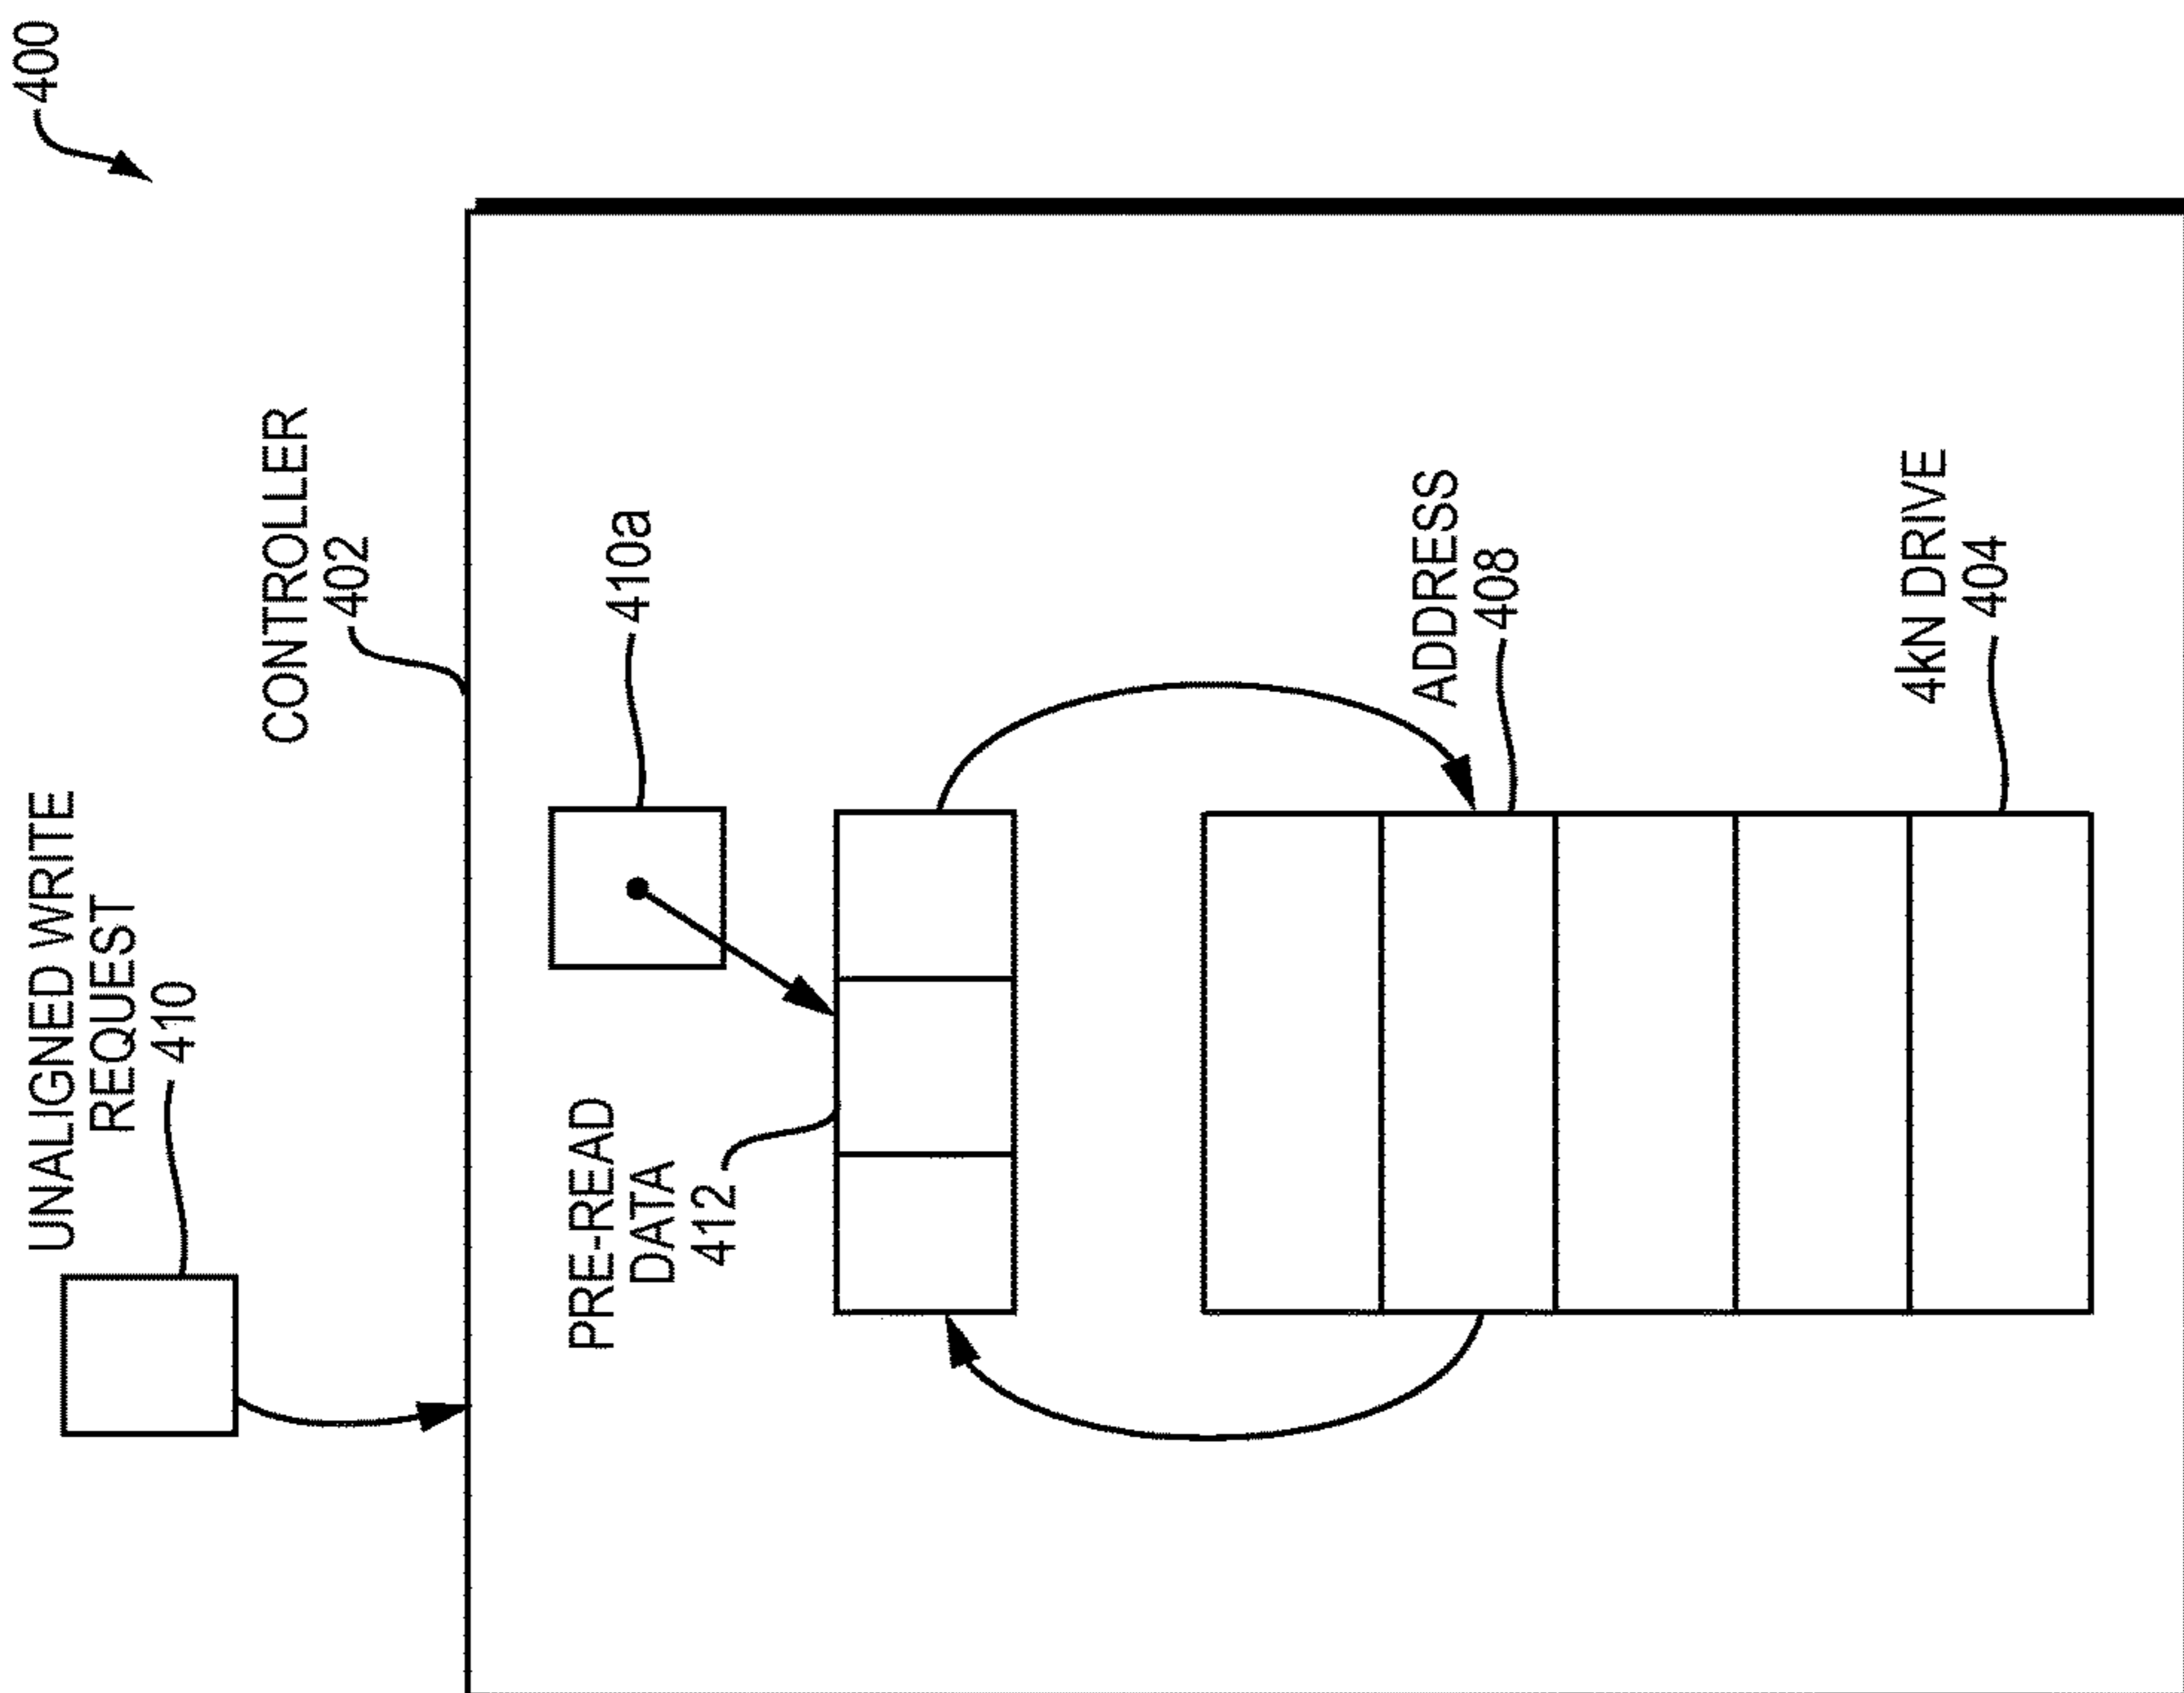 400
UNALIGNED WRITE
REQUEST
410
CONTROLLER
402
410a
PRE-READ
DATA
412
ADDRESS
408
4kN DRIVE
404